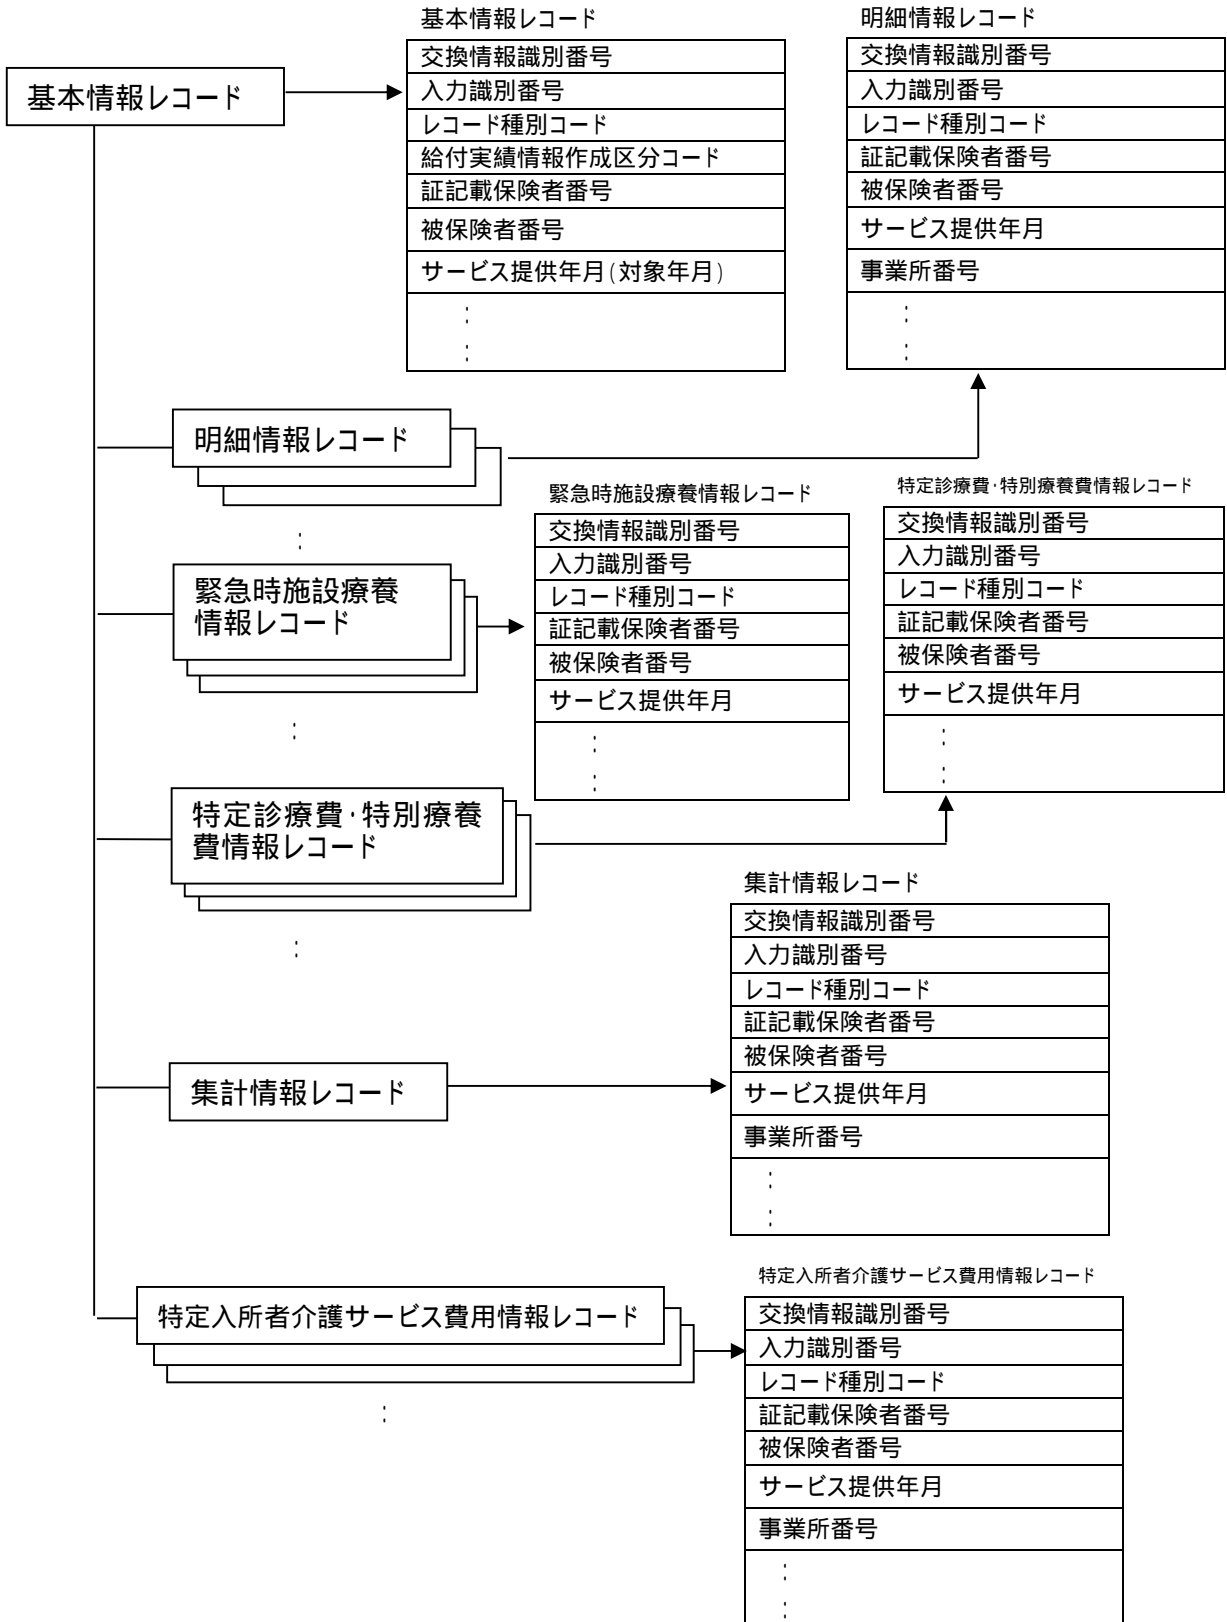 基本情報レコード
基本情報レコード
交換情報識別番号
入力識別番号
レコード種別コード
給付実績情報作成区分コード
証記載保険者番号
被保険者番号
サービス提供年月(対象年月)
:
:
明細情報レコード
交換情報識別番号
入力識別番号
レコード種別コード
証記載保険者番号
被保険者番号
サービス提供年月
事業所番号
:
:
明細情報レコード
:
緊急時施設療養
情報レコード
:
緊急時施設療養情報レコード
交換情報識別番号
入力識別番号
レコード種別コード
証記載保険者番号
被保険者番号
サービス提供年月
:
:
特定診療費・特別療養費情報レコード
交換情報識別番号
入力識別番号
レコード種別コード
証記載保険者番号
被保険者番号
サービス提供年月
:
:
特定診療費・特別療養
費情報レコード
:
集計情報レコード
集計情報レコード
交換情報識別番号
入力識別番号
レコード種別コード
証記載保険者番号
被保険者番号
サービス提供年月
事業所番号
:
:
特定入所者介護サービス費用情報レコード
:
特定入所者介護サービス費用情報レコード
交換情報識別番号
入力識別番号
レコード種別コード
証記載保険者番号
被保険者番号
サービス提供年月
事業所番号
:
: